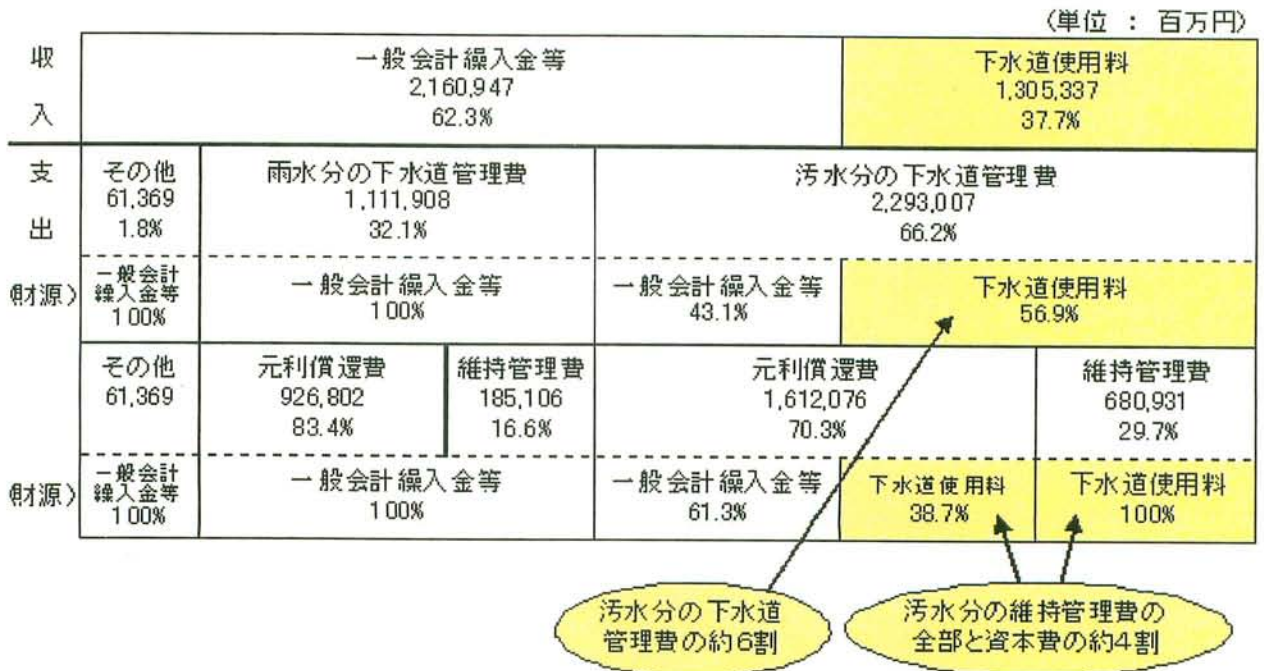 (単位 : 百万円)
収入
一般会計繰入金等
2,160,947
62.3%
下水道使用料
1,305,337
37.7%
支出
その他
61,369
1.8%
雨水分の下水道管理費
1,111,908
32.1%
汚水分の下水道管理費
2,293,007
66.2%
(財源)
一般会計
繰入金等
100%
一般会計繰入金等
100%
一般会計繰入金等
43.1%
下水道使用料
56.9%
その他
61,369
元利償還費
926,802
83.4%
維持管理費
185,106
16.6%
元利償還費
1,612,076
70.3%
維持管理費
680,931
29.7%
(財源)
一般会計
繰入金等
100%
一般会計繰入金等
100%
一般会計繰入金等
61.3%
下水道使用料
38.7%
下水道使用料
100%
汚水分の下水道
管理費の約6割
汚水分の維持管理費の
全部と資本費の約4割